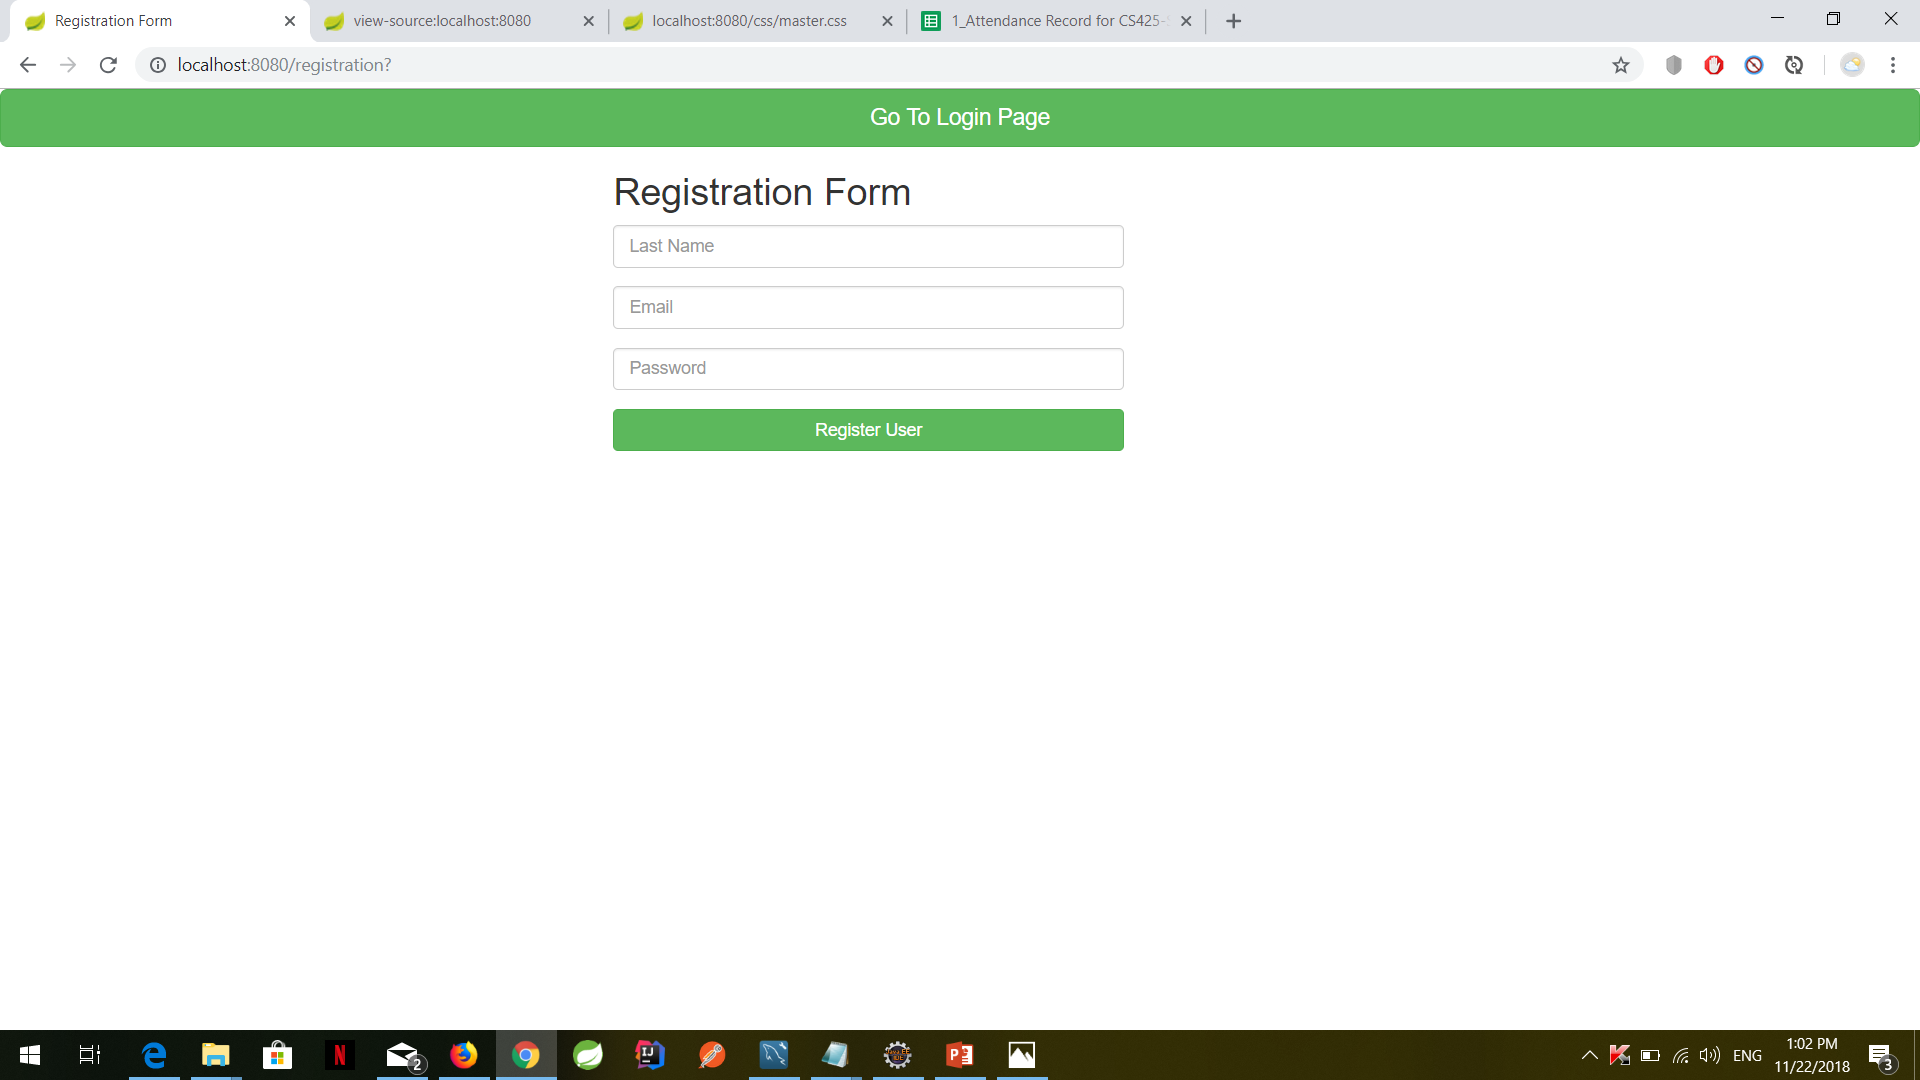 Registration Form
view-source:localhost:8080
localhost:8080/css/master.css
1_Attendance Record for CS425-
localhost:8080/registration?
Go To Login Page
Registration Form
Last Name
Email
Password
Register User
2
N
IJ
ENG
1:02 PM
11/22/2018
3